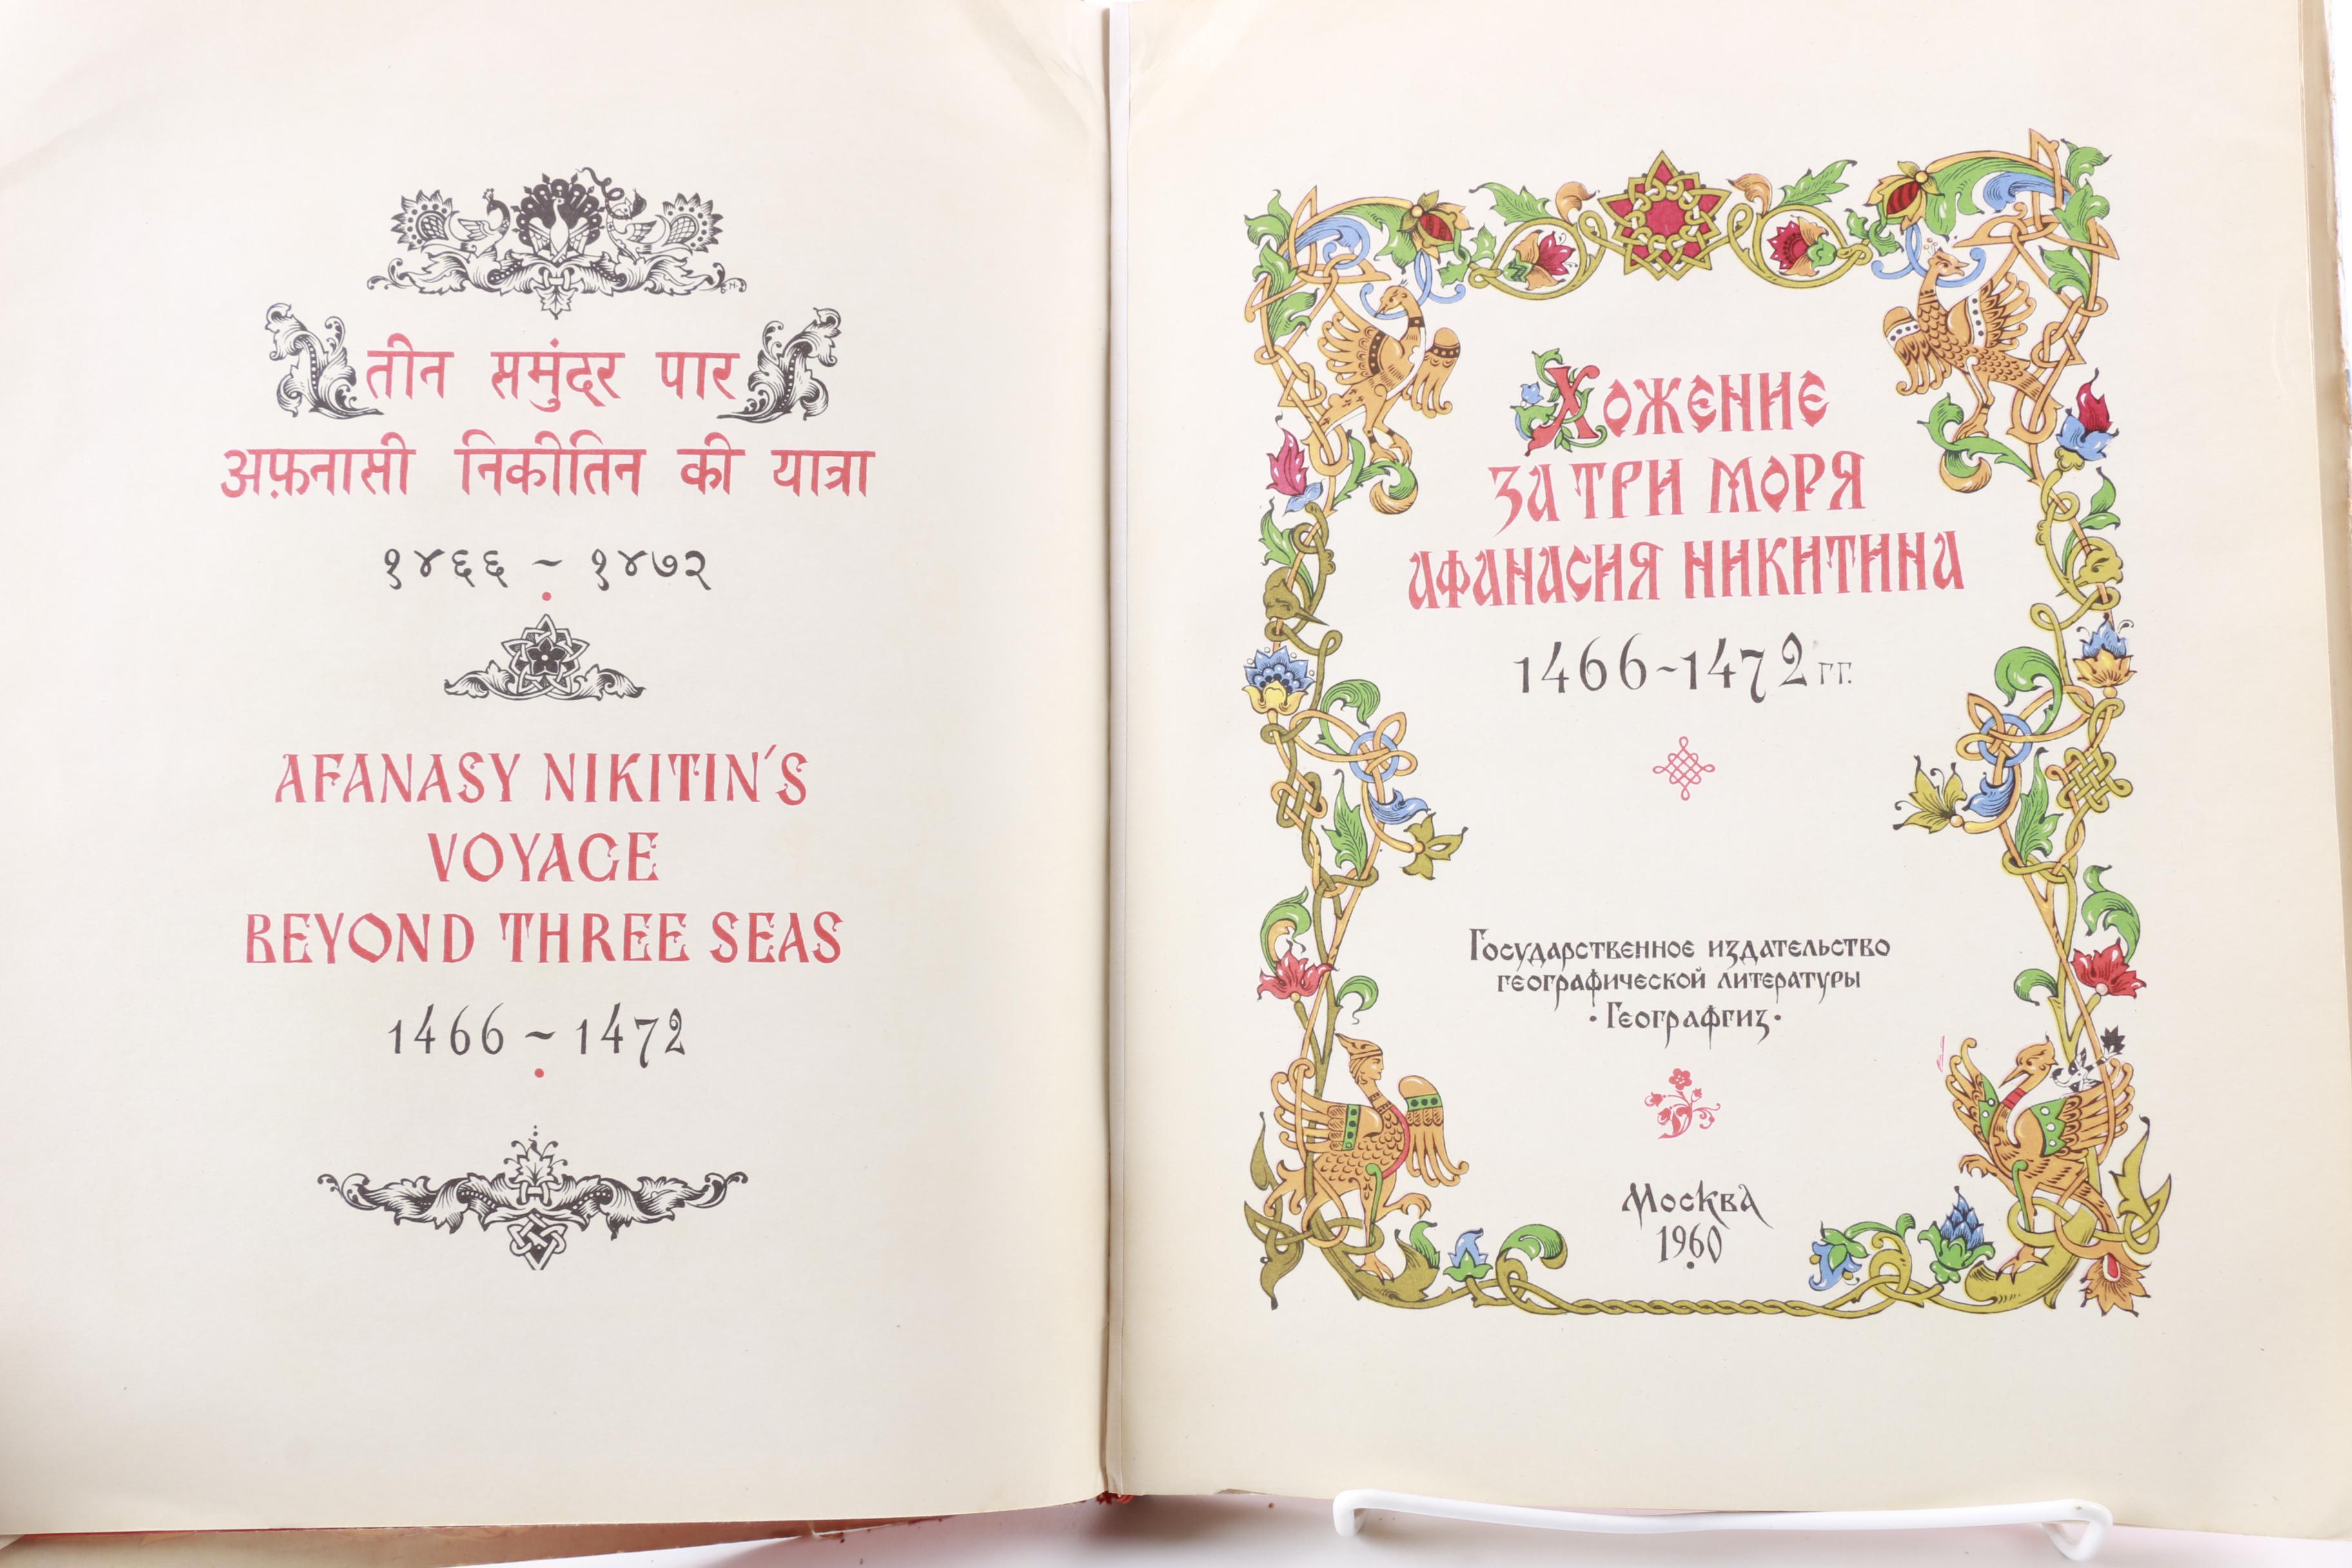 तीन समुंदर पार
अफ़नासी निकीतिन की यात्रा
१४६६ ~ १४७२
AFANASY NIKITIN'S
VOYAGE
BEYOND THREE SEAS
1466 ~ 1472
Хожение
за три моря
Афанасия Никитина
1466~1472 гг.
Государственное издательство
географической литературы
· Географгиз ·
Москва
1960